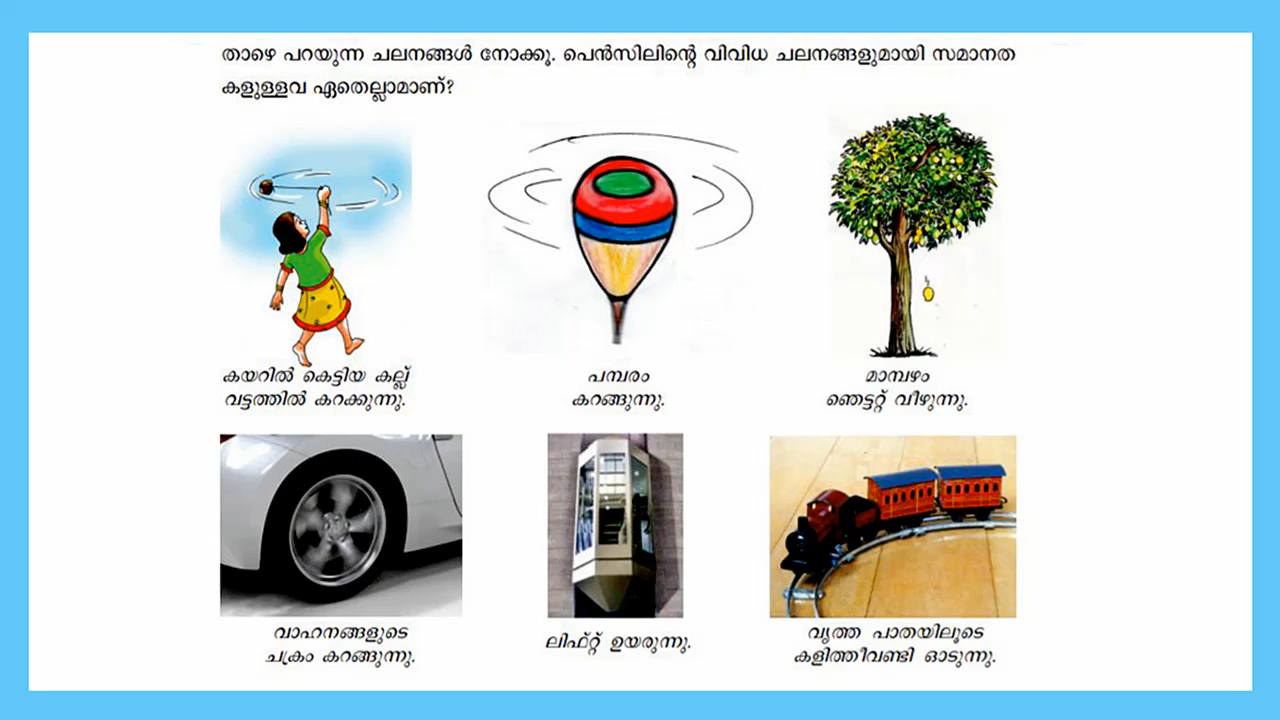 താഴെ പറയുന്ന ചലനങ്ങൾ നോക്കൂ. പെൻസിലിന്റെ വിവിധ ചലനങ്ങളുമായി സമാനത
കളുള്ളവ ഏതെല്ലാമാണ്?
കയറിൽ കെട്ടിയ കല്ല്
വട്ടത്തിൽ കറക്കുന്നു.
പമ്പരം
കറങ്ങുന്നു.
മാമ്പഴം
ഞെട്ടറ്റ് വീഴുന്നു.
വാഹനങ്ങളുടെ
ചക്രം കറങ്ങുന്നു.
ലിഫ്റ്റ് ഉയരുന്നു.
വൃത്ത പാതയിലൂടെ
കളിത്തീവണ്ടി ഓടുന്നു.